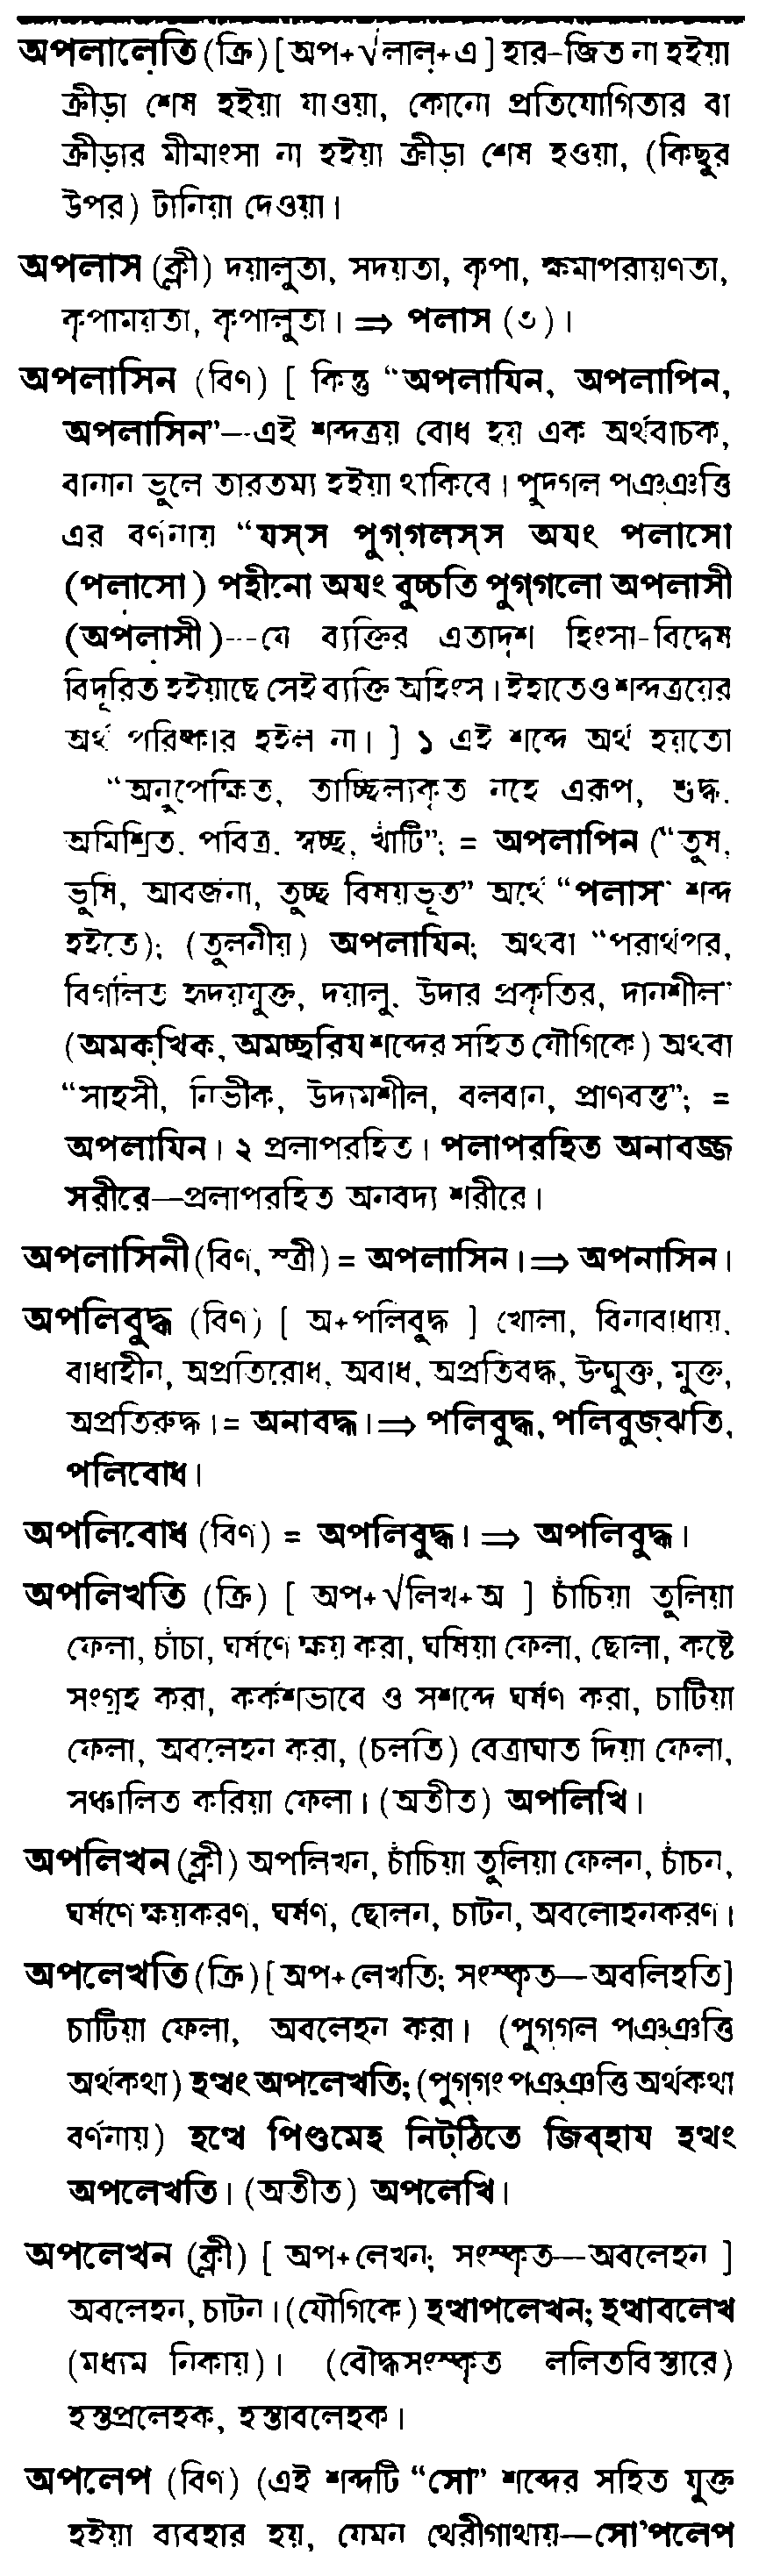 অপলালেতি (ক্রি) [ অপ+√লাল্+এ ] হার-জিত না হইয়া
ক্রীড়া শেষ হইয়া যাওয়া, কোনো প্রতিযোগিতার বা
ক্রীড়ার মীমাংসা না হইয়া ক্রীড়া শেষ হওয়া, (কিছুর
উপর) টানিয়া দেওয়া।
অপলাস (ক্লী) দয়ালুতা, সদয়তা, কৃপা, ক্ষমাপরায়ণতা,
কৃপাময়তা, কৃপালুতা। ⇒ পলাস (৩)।
অপলাসিন (বিণ) [ কিন্তু “অপলাযিন, অপলাপিন,
অপলাসিন”—এই শব্দত্রয় বোধ হয় এক অর্থবাচক,
বানান ভুলে তারতম্য হইয়া থাকিবে। পুদগল পঞ্ঞত্তি
এর বর্ণনায় “যস্স পুগ্গলস্স অযং পলাসো
(পলাসো) পহীনো অযং বুচ্চতি পুগ্গলো অপলাসী
(অপলাসী)---যে ব্যক্তির এতাদৃশ হিংসা-বিদ্বেষ
বিদূরিত হইয়াছে সেই ব্যক্তি অহিংস। ইহাতেও শব্দত্রয়ের
অর্থ পরিষ্কার হইল না। ] ১ এই শব্দে অর্থ হয়তো
“অনুপেক্ষিত, তাচ্ছিল্যকৃত নহে এরূপ, শুদ্ধ,
অমিশ্রিত, পবিত্র, স্বচ্ছ, খাঁটি”; = অপলাপিন (“তুষ,
ভুষি, আবর্জনা, তুচ্ছ বিষয়ভূত” অর্থে “পলাস” শব্দ
হইতে); (তুলনীয়) অপলাযিন; অথবা “পরার্থপর,
বিগলিত হৃদয়যুক্ত, দয়ালু, উদার প্রকৃতির, দানশীল”
(অমক্খিক, অমচ্ছরিয শব্দের সহিত যৌগিকে) অথবা
“সাহসী, নির্ভীক, উদ্যমশীল, বলবান, প্রাণবন্ত”; =
অপলাযিন। ২ প্রলাপরহিত। পলাপরহিত অনাবজ্জ
সরীরে—প্রলাপরহিত অনবদ্য শরীরে।
অপলাসিনী (বিণ, স্ত্রী) = অপলাসিন। ⇒ অপনাসিন।
অপলিবুদ্ধ (বিণ) [ অ+পলিবুদ্ধ ] খোলা, বিনাবাধায়,
বাধাহীন, অপ্রতিরোধ, অবাধ, অপ্রতিবদ্ধ, উন্মুক্ত, মুক্ত,
অপ্রতিরুদ্ধ। = অনাবদ্ধ। ⇒ পলিবুদ্ধ, পলিবুজ্ঝতি,
পলিবোধ।
অপলিবোধ (বিণ) = অপলিবুদ্ধ। ⇒ অপলিবুদ্ধ।
অপলিখতি (ক্রি) [ অপ+√লিখ+অ ] চাঁচিয়া তুলিয়া
ফেলা, চাঁচা, ঘর্ষণে ক্ষয় করা, ঘষিয়া ফেলা, ছোলা, কষ্টে
সংগ্রহ করা, কর্কশভাবে ও সশব্দে ঘর্ষণ করা, চাটিয়া
ফেলা, অবলেহন করা, (চলতি) বেত্রাঘাত দিয়া ফেলা,
সঞ্চালিত করিয়া ফেলা। (অতীত) অপলিখি।
অপলিখন (ক্লী) অপলিখন, চাঁচিয়া তুলিয়া ফেলন, চাঁচন,
ঘর্ষণে ক্ষয়করণ, ঘর্ষণ, ছোলন, চাটন, অবলোহনকরণ।
অপলেখতি (ক্রি) [ অপ+লেখতি; সংস্কৃত—অবলিহতি]
চাটিয়া ফেলা, অবলেহন করা। (পুগ্গল পঞ্ঞত্তি
অর্থকথা) হত্থং অপলেখতি; (পুগ্গং পঞ্ঞত্তি অর্থকথা
বর্ণনায়) হত্থে পিণ্ডমেহ নিট্ঠিতে জিব্হায হত্থং
অপলেখতি। (অতীত) অপলেখি।
অপলেখন (ক্লী) [ অপ+লেখন; সংস্কৃত—অবলেহন ]
অবলেহন, চাটন। (যৌগিকে) হত্থাপলেখন; হত্থাবলেখ
(মধ্যম নিকায়)। (বৌদ্ধসংস্কৃত ললিতবিস্তারে)
হস্তপ্রলেহক, হস্তাবলেহক।
অপলেপ (বিণ) (এই শব্দটি “সো” শব্দের সহিত যুক্ত
হইয়া ব্যবহার হয়, যেমন থেরীগাথায়—সো'পলেপ